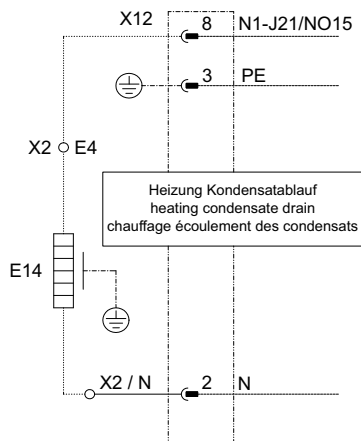 X12 8 N1-J21/NO15
3 PE
X2 E4
Heizung Kondensatablauf
heating condensate drain
chauffage écoulement des condensats
E14
X2 / N 2 N